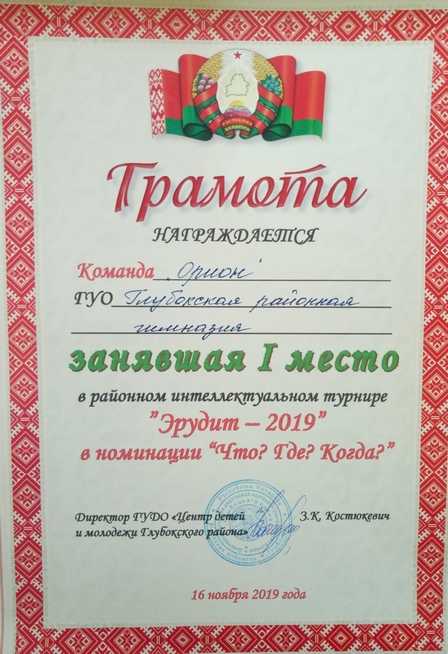 Грамота
НАГРАЖДАЕТСЯ
Команда „Орион"
ГУО Глубокская районная
гимназия
занявшая I место
в районном интеллектуальном турнире
"Эрудит – 2019"
в номинации "Что? Где? Когда?"
Директор ГУДО «Центр детей З.К. Костюкевич
и молодежи Глубокского района»
16 ноября 2019 года